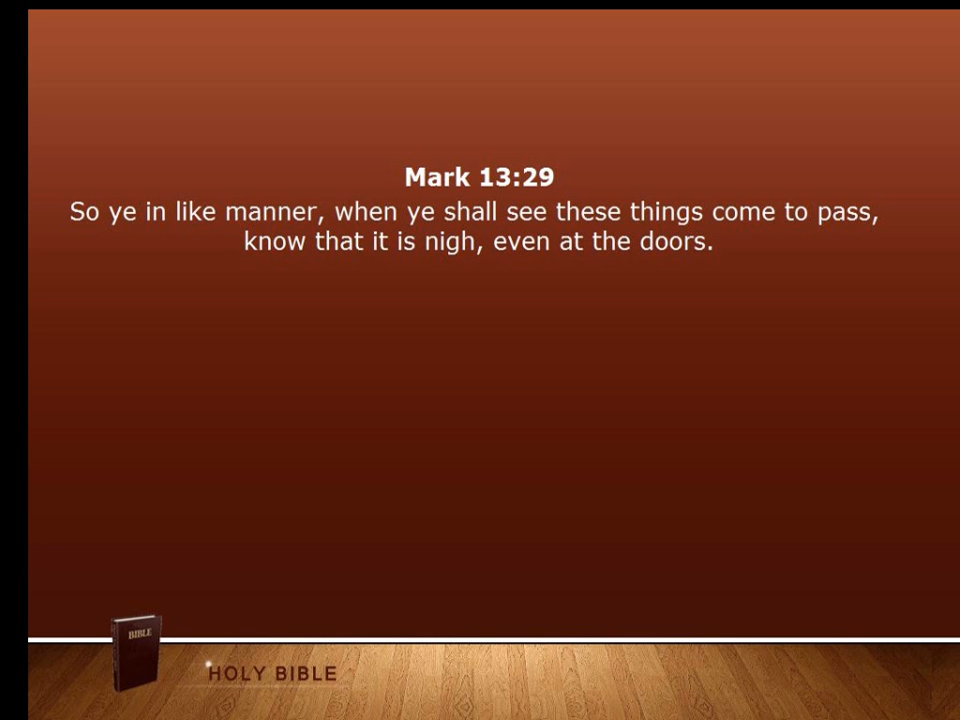 Mark 13:29
So ye in like manner, when ye shall see these things come to pass,
know that it is nigh, even at the doors.
BIBLE
HOLY BIBLE